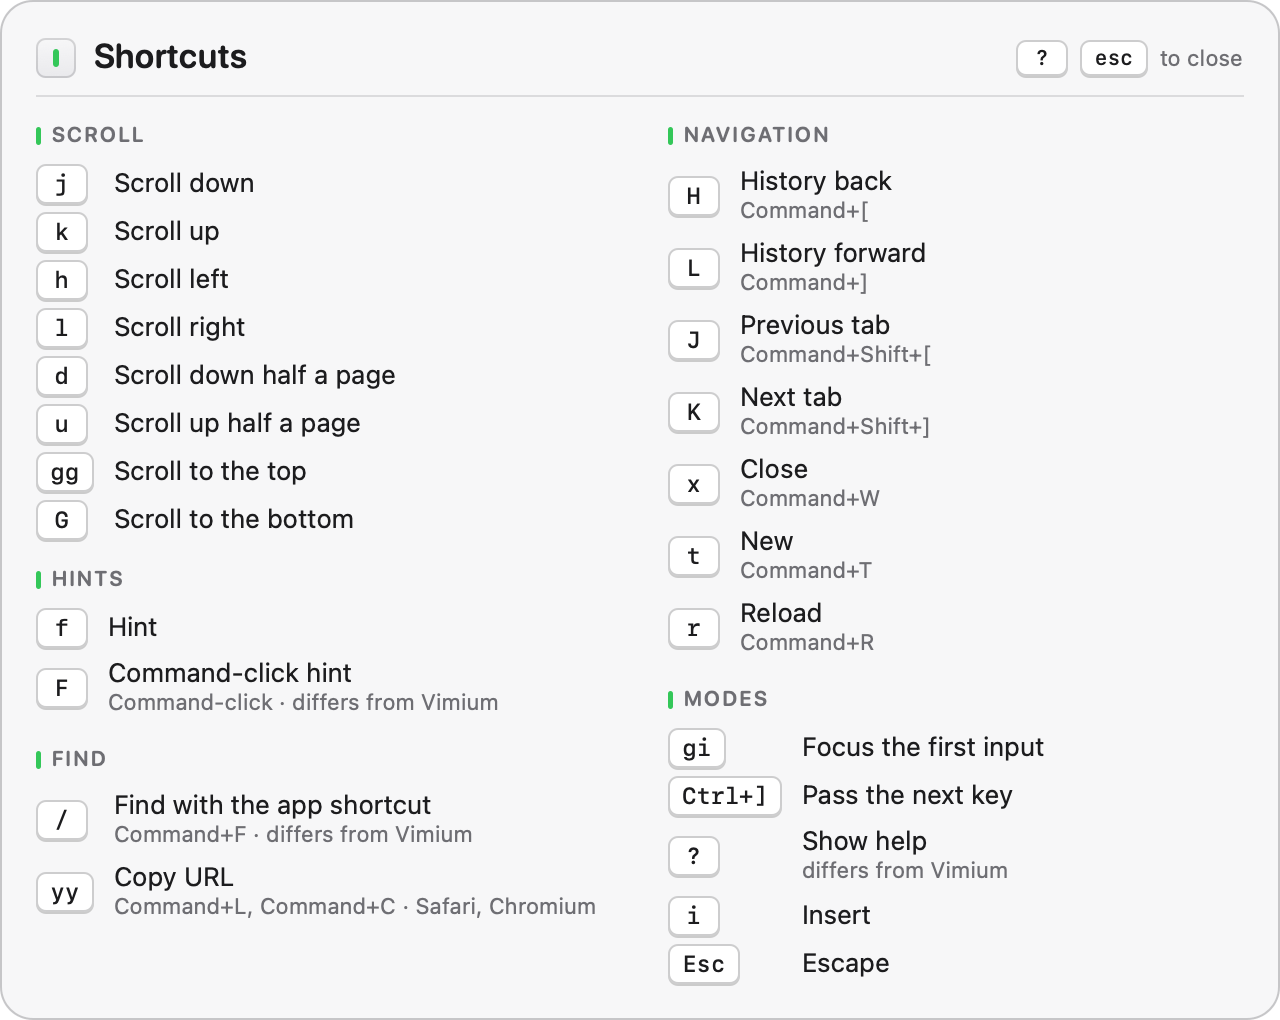 Shortcuts
? esc to close
SCROLL
j Scroll down
k Scroll up
h Scroll left
l Scroll right
d Scroll down half a page
u Scroll up half a page
gg Scroll to the top
G Scroll to the bottom
HINTS
f Hint
F Command-click hint
Command-click · differs from Vimium
FIND
/ Find with the app shortcut
Command+F · differs from Vimium
yy Copy URL
Command+L, Command+C · Safari, Chromium
NAVIGATION
H History back
Command+[
L History forward
Command+]
J Previous tab
Command+Shift+[
K Next tab
Command+Shift+]
x Close
Command+W
t New
Command+T
r Reload
Command+R
MODES
gi Focus the first input
Ctrl+] Pass the next key
? Show help
differs from Vimium
i Insert
Esc Escape